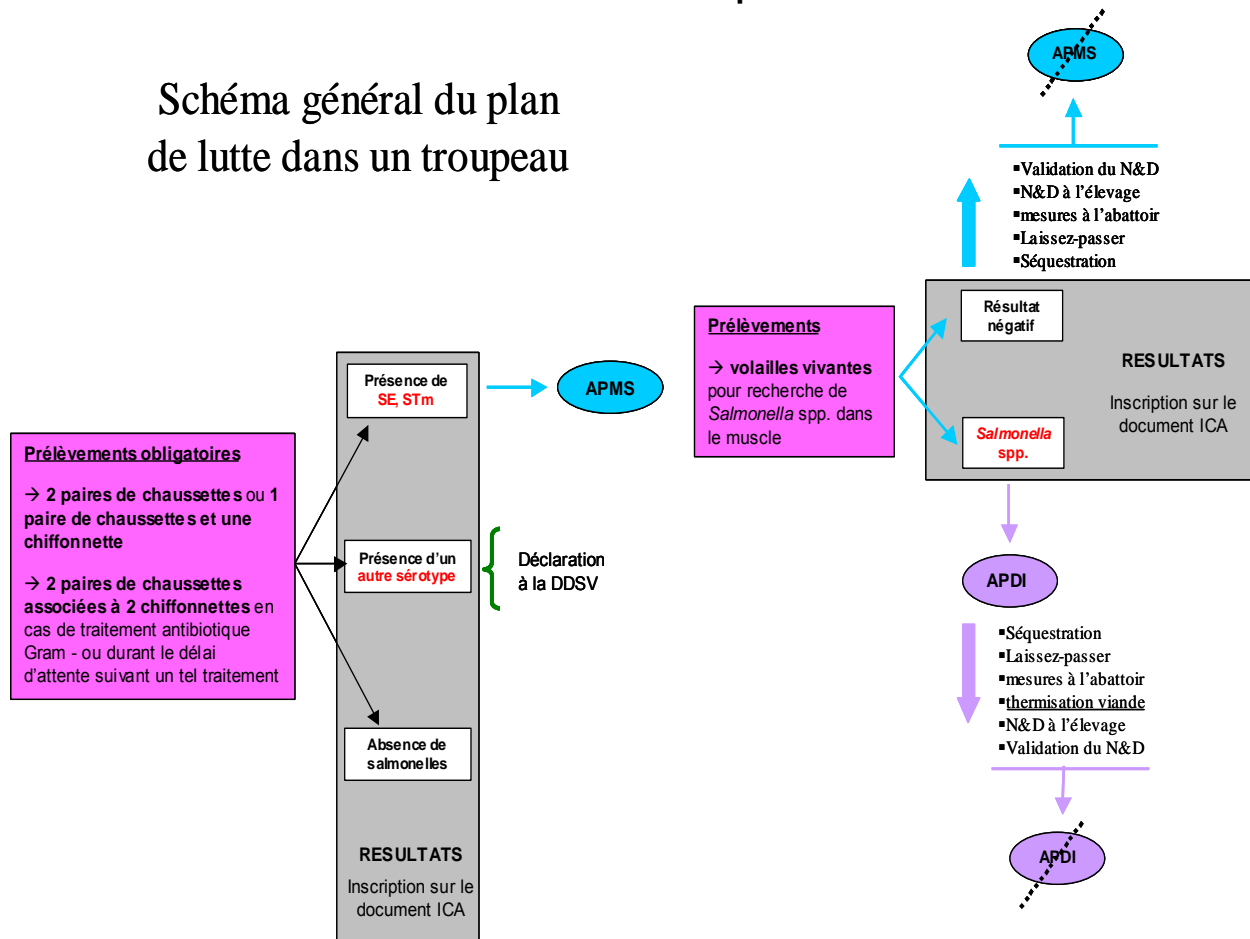 Schéma général du plan
de lutte dans un troupeau
Prélèvements obligatoires
→ 2 paires de chaussettes ou 1
paire de chaussettes et une
chiffonnette
→ 2 paires de chaussettes
associées à 2 chiffonnettes en
cas de traitement antibiotique
Gram - ou durant le délai
d'attente suivant un tel traitement
Présence de
SE, STm
Présence d'un
autre sérotype
Absence de
salmonelles
RESULTATS
Inscription sur le
document ICA
APMS
Déclaration
à la DDSV
Prélèvements
→ volailles vivantes
pour recherche de
Salmonella spp. dans
le muscle
APMS
▪Validation du N&D
▪N&D à l'élevage
▪mesures à l'abattoir
▪Laissez-passer
▪Séquestration
Résultat
négatif
Salmonella
spp.
RESULTATS
Inscription sur le
document ICA
APDI
▪Séquestration
▪Laissez-passer
▪mesures à l'abattoir
▪thermisation viande
▪N&D à l'élevage
▪Validation du N&D
APDI